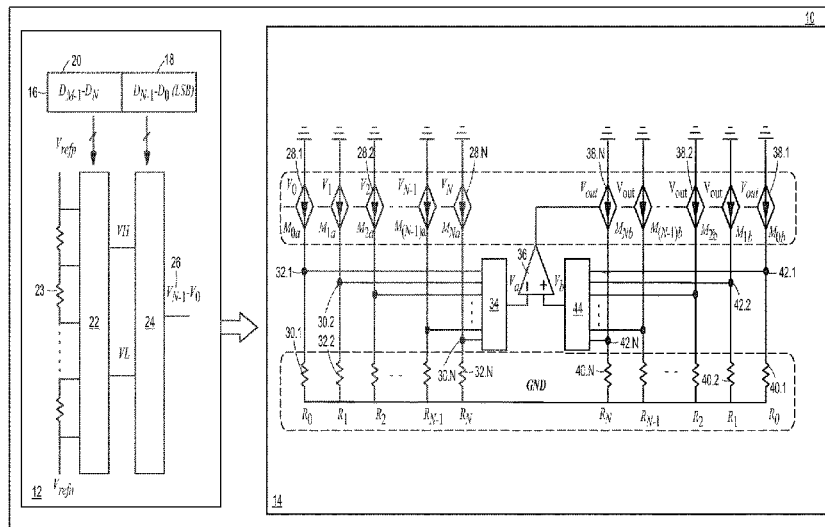 10
20
18
16
D_{M-1}-D_N
D_{N-1}-D_0 (LSB)
V_{refp}
VH
23
22
24
26
V_{N-1}-V_0
VL
V_{refn}
12
28.1
28.2
28.N
38.N
38.2
38.1
V_0 V_1 V_2 V_{N-1} V_N
V_{out} V_{out} V_{out} V_{out} V_{out}
M_{0a} M_{1a} M_{2a} M_{(N-1)a} M_{Na}
M_{Nb} M_{(N-1)b} M_{2b} M_{1b} M_{0b}
36
32.1
42.1
V_a
V_b
34
44
30.2
42.2
30.1
32.2
30.N
42.N
32.N
40.N
40.2
40.1
GND
R_0 R_1 R_2 R_{N-1} R_N
R_N R_{N-1} R_2 R_1 R_0
14